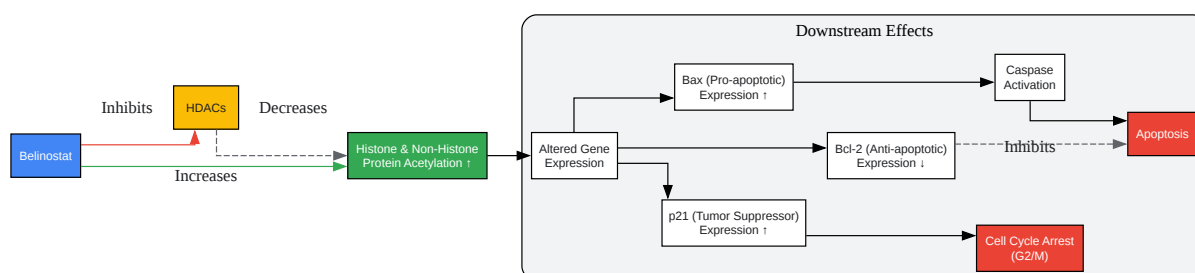 Downstream Effects
Bax (Pro-apoptotic)
Expression ↑
Caspase
Activation
Inhibits
HDACs
Decreases
Belinostat
Increases
Histone & Non-Histone
Protein Acetylation ↑
Altered Gene
Expression
Bcl-2 (Anti-apoptotic)
Expression ↓
Inhibits
Apoptosis
p21 (Tumor Suppressor)
Expression ↑
Cell Cycle Arrest
(G2/M)